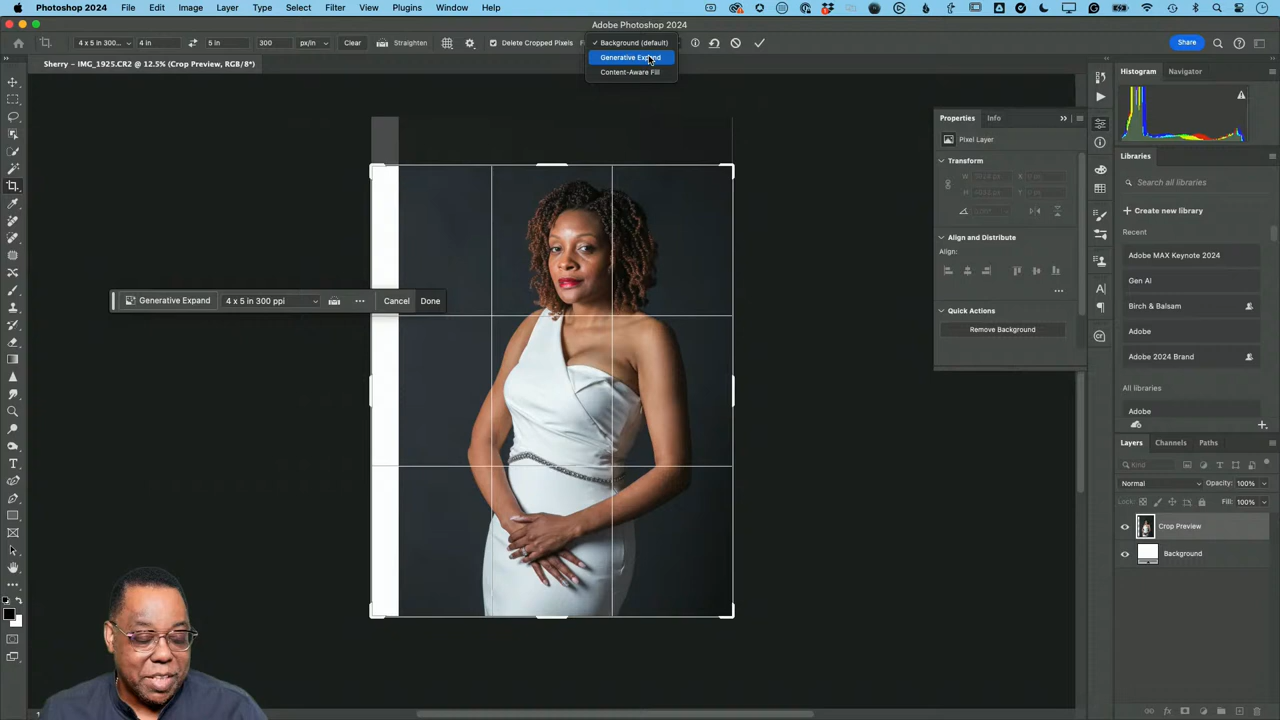 Photoshop 2024 File Edit Image Layer Type Select Filter View Plugins Window Help
Adobe Photoshop 2024
4 x 5 in 300... 4 in 5 in 300 px/in Clear Straighten Delete Cropped Pixels Share
Background (default)
Generative Expand
Content-Aware Fill
Sherry – IMG_1925.CR2 @ 12.5% (Crop Preview, RGB/8*)
Generative Expand 4 x 5 in 300 ppi Cancel Done
Properties Info
Pixel Layer
Transform
W X
H Y
Align and Distribute
Align:
Quick Actions
Remove Background
Histogram Navigator
Libraries
Search all libraries
Create new library
Recent
Adobe MAX Keynote 2024
Gen AI
Birch & Balsam
Adobe
Adobe 2024 Brand
All libraries
Adobe
Layers Channels Paths
Kind
Normal Opacity: 100%
Lock: Fill: 100%
Crop Preview
Background